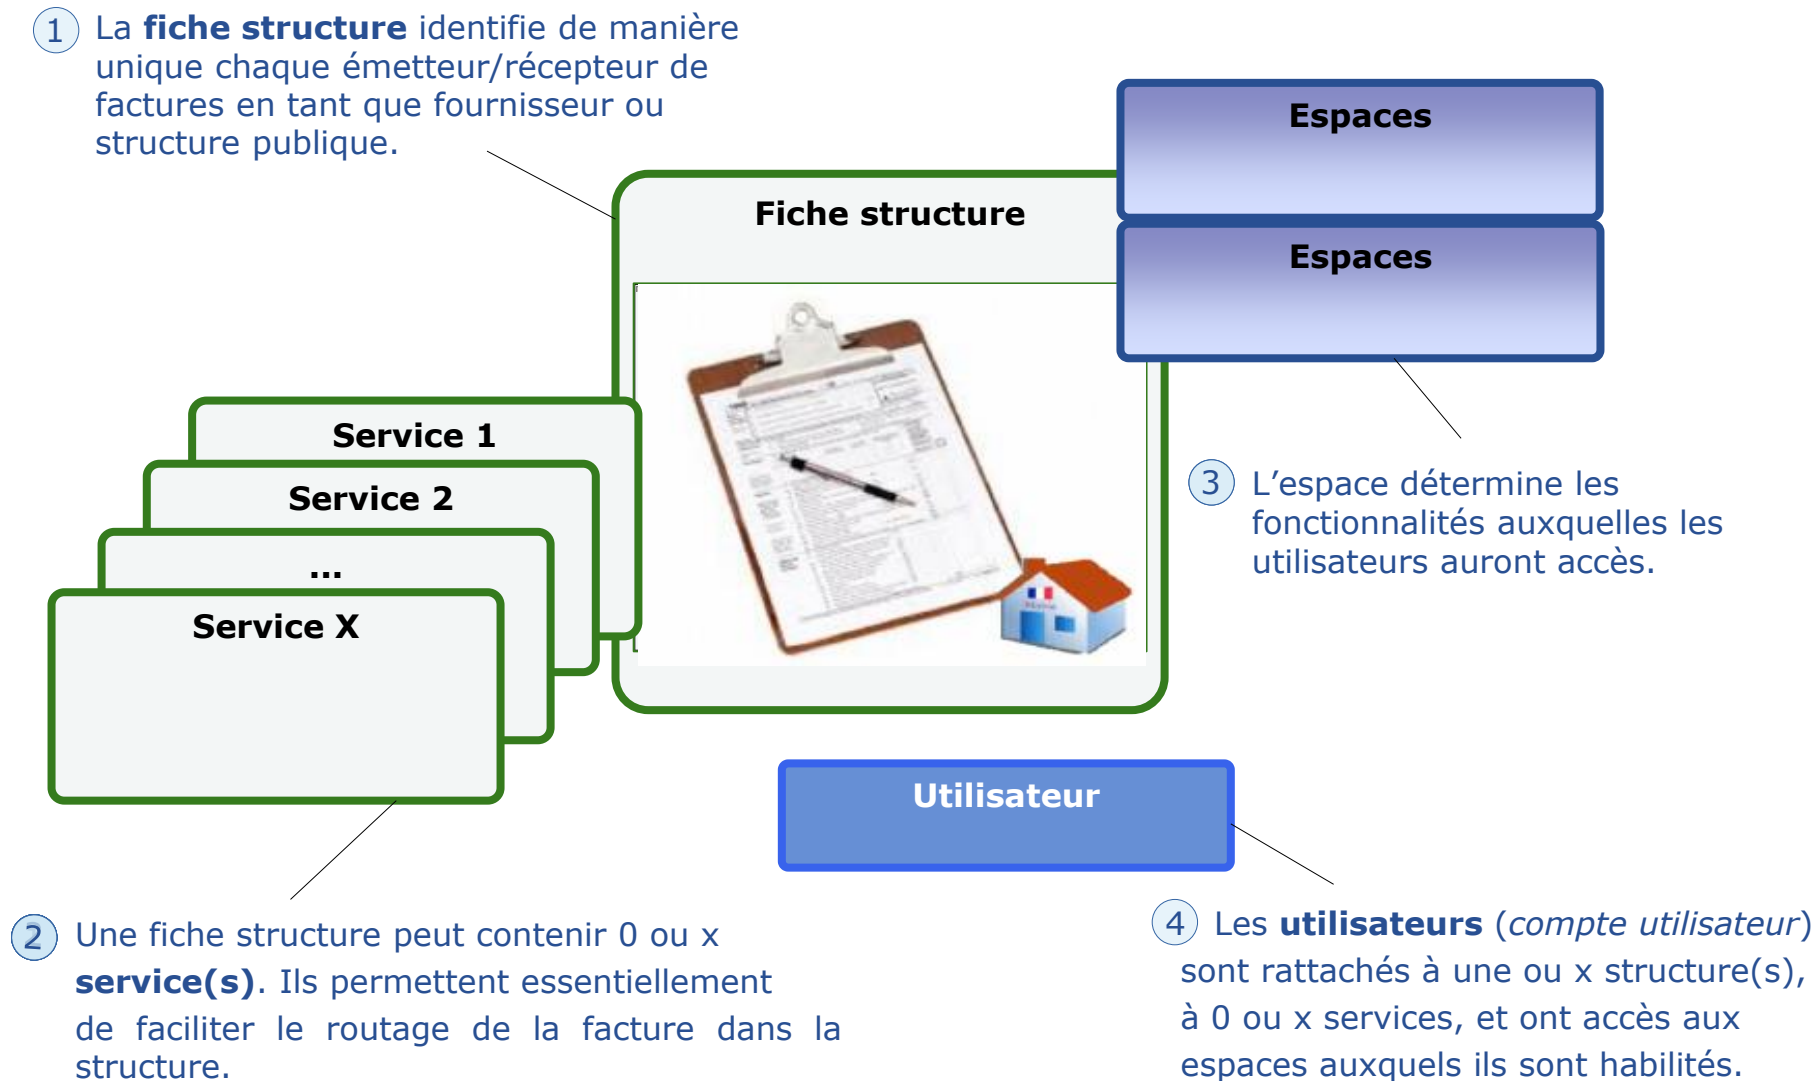 1 La fiche structure identifie de manière
unique chaque émetteur/récepteur de
factures en tant que fournisseur ou
structure publique.
Espaces
Fiche structure
Espaces
Service 1
Service 2
...
Service X
3 L’espace détermine les
fonctionnalités auxquelles les
utilisateurs auront accès.
Utilisateur
2 Une fiche structure peut contenir 0 ou x
service(s). Ils permettent essentiellement
de faciliter le routage de la facture dans la
structure.
4 Les utilisateurs (compte utilisateur)
sont rattachés à une ou x structure(s),
à 0 ou x services, et ont accès aux
espaces auxquels ils sont habilités.